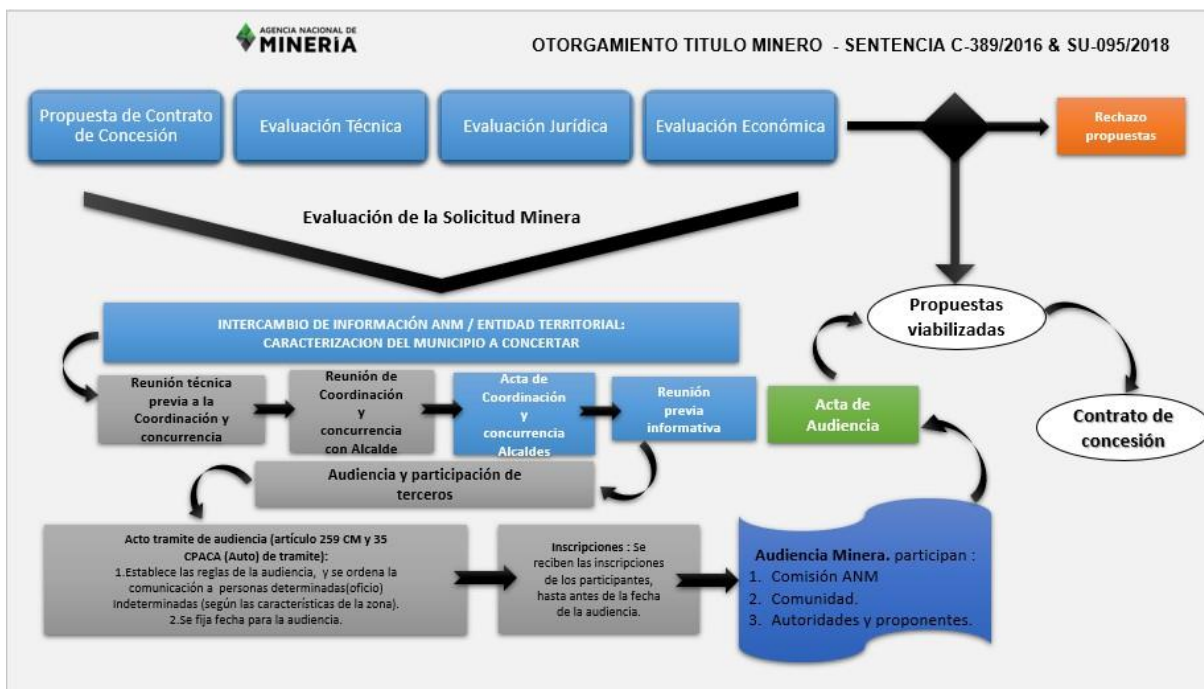 AGENCIA NACIONAL DE
MINERÍA
OTORGAMIENTO TITULO MINERO - SENTENCIA C-389/2016 & SU-095/2018
Propuesta de Contrato
de Concesión
Evaluación Técnica
Evaluación Jurídica
Evaluación Económica
Rechazo
propuestas
Evaluación de la Solicitud Minera
Propuestas
viabilizadas
INTERCAMBIO DE INFORMACIÓN ANM / ENTIDAD TERRITORIAL:
CARACTERIZACION DEL MUNICIPIO A CONCERTAR
Reunión técnica
previa a la
Coordinación y
concurrencia
Reunión de
Coordinación
y
concurrencia
con Alcalde
Acta de
Coordinación
y
concurrencia
Alcaldes
Reunión
previa
informativa
Acta de
Audiencia
Contrato de
concesión
Audiencia y participación de
terceros
Acto tramite de audiencia (artículo 259 CM y 35
CPACA (Auto) de tramite):
1.Establece las reglas de la audiencia, y se ordena la
comunicación a personas determinadas(oficio)
Indeterminadas (según las características de la zona).
2.Se fija fecha para la audiencia.
Inscripciones : Se
reciben las inscripciones
de los participantes,
hasta antes de la fecha
de la audiencia.
Audiencia Minera. participan :
1. Comisión ANM
2. Comunidad.
3. Autoridades y proponentes.